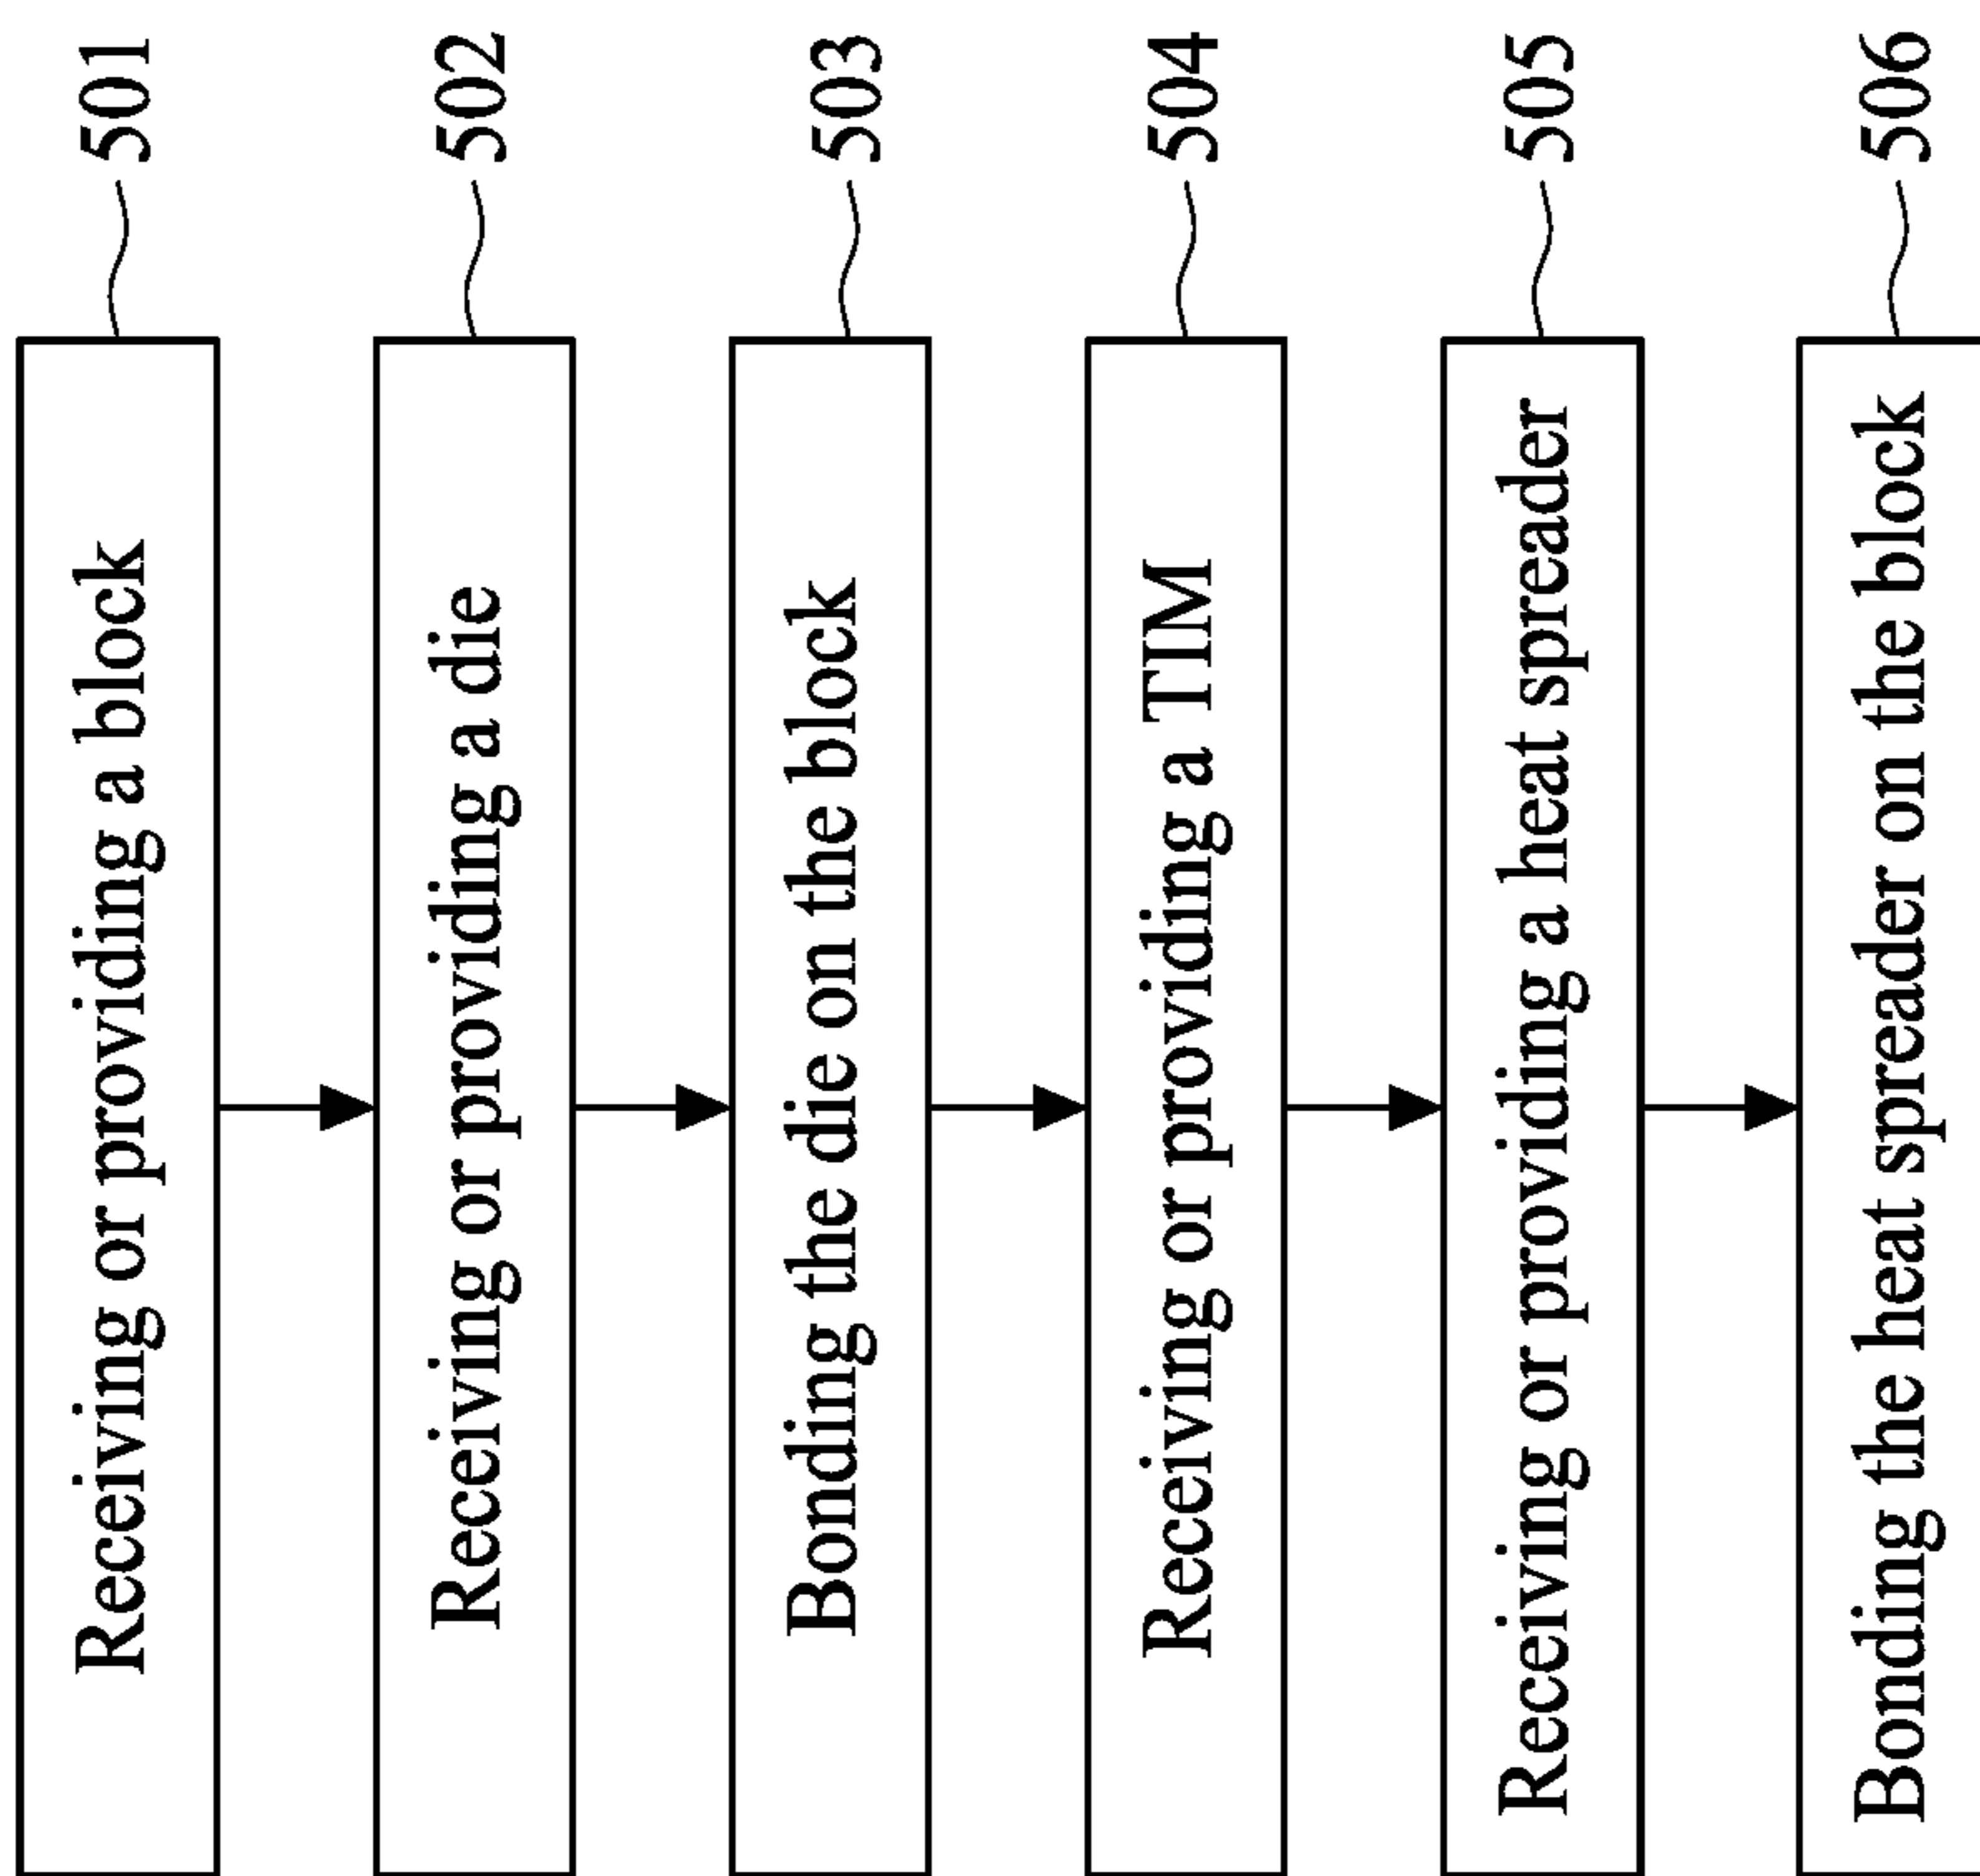 Receiving or providing a block
501
Receiving or providing a die
502
Bonding the die on the block
503
Receiving or providing a TIM
504
Receiving or providing a heat spreader
505
Bonding the heat spreader on the block
506